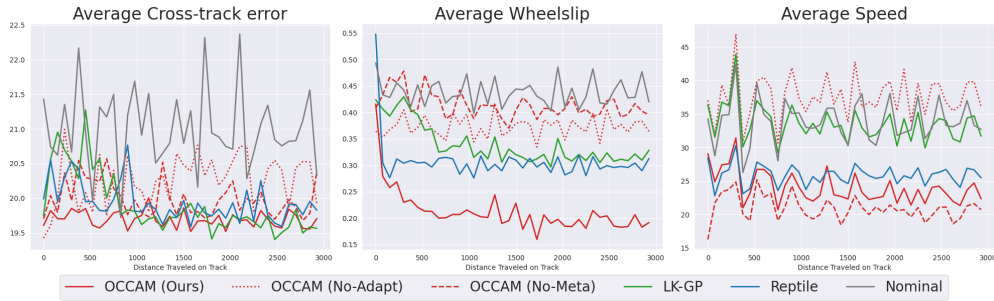 Average Cross-track error
22.5
22.0
21.5
21.0
20.5
20.0
19.5
0 500 1000 1500 2000 2500 3000
Distance Traveled on Track
Average Wheelslip
0.55
0.50
0.45
0.40
0.35
0.30
0.25
0.20
0.15
0 500 1000 1500 2000 2500 3000
Distance Traveled on Track
Average Speed
45
40
35
30
25
20
15
0 500 1000 1500 2000 2500 3000
Distance Traveled on Track
OCCAM (Ours) OCCAM (No-Adapt) OCCAM (No-Meta) LK-GP Reptile Nominal